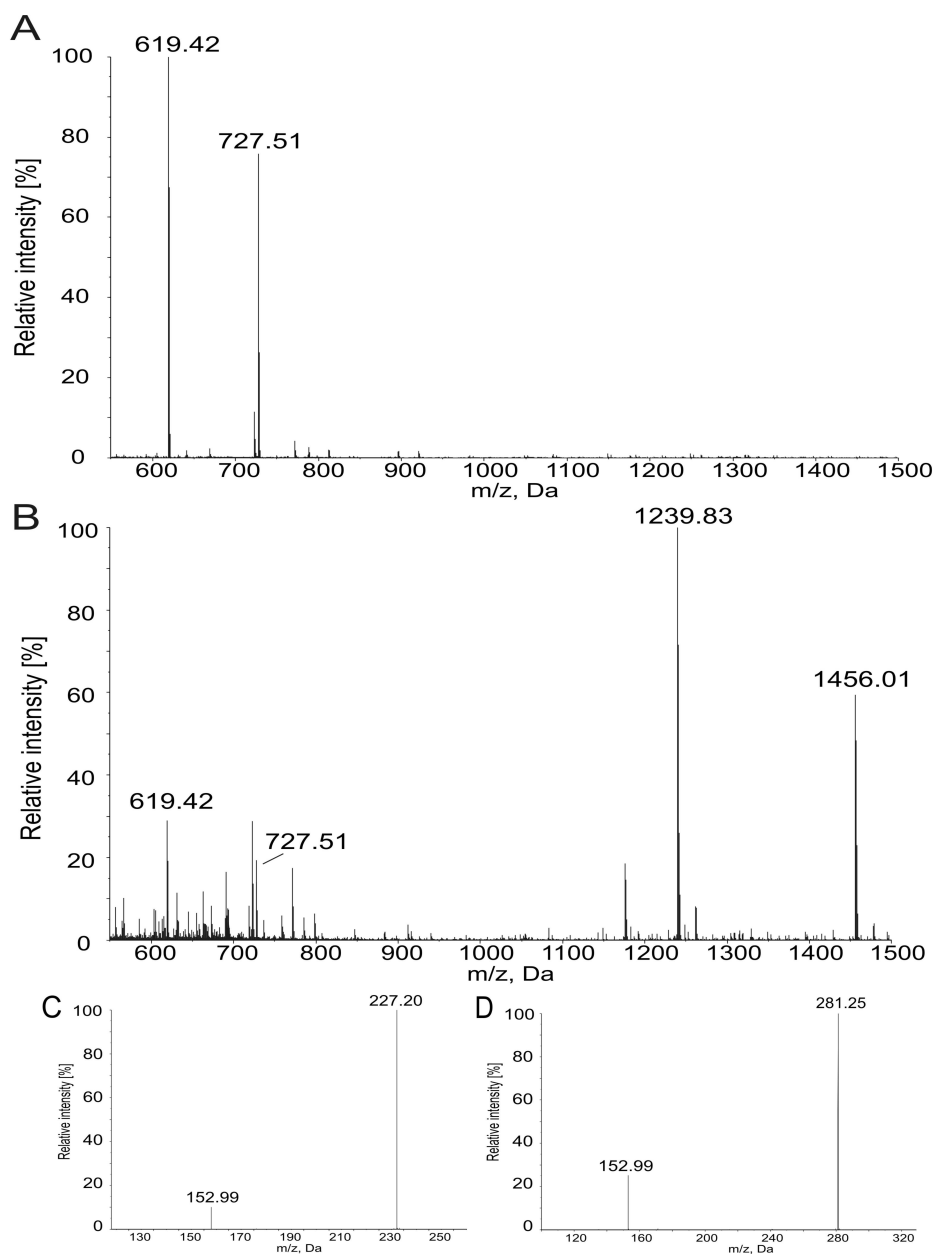 A
619.42
727.51
100
80
60
40
20
0
Relative intensity [%]
600 700 800 900 1000 1100 1200 1300 1400 1500
m/z, Da
B
1239.83
1456.01
619.42
727.51
100
80
60
40
20
0
Relative intensity [%]
600 700 800 900 1000 1100 1200 1300 1400 1500
m/z, Da
C
227.20
152.99
100
80
60
40
20
0
Relative intensity [%]
130 150 170 190 210 230 250
m/z, Da
D
281.25
152.99
100
80
60
40
20
0
Relative intensity [%]
120 160 200 240 280 320
m/z, Da